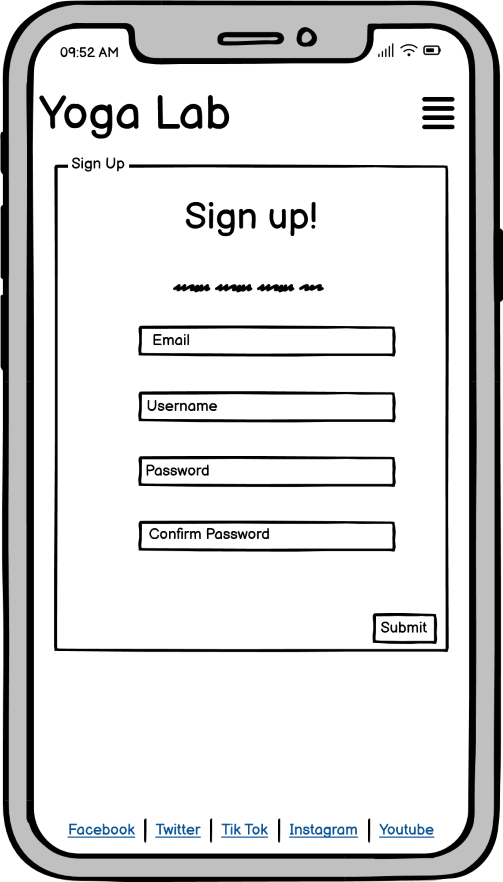 09:52 AM
Yoga Lab
Sign Up
Sign up!
Email
Username
Password
Confirm Password
Submit
Facebook | Twitter | Tik Tok | Instagram | Youtube